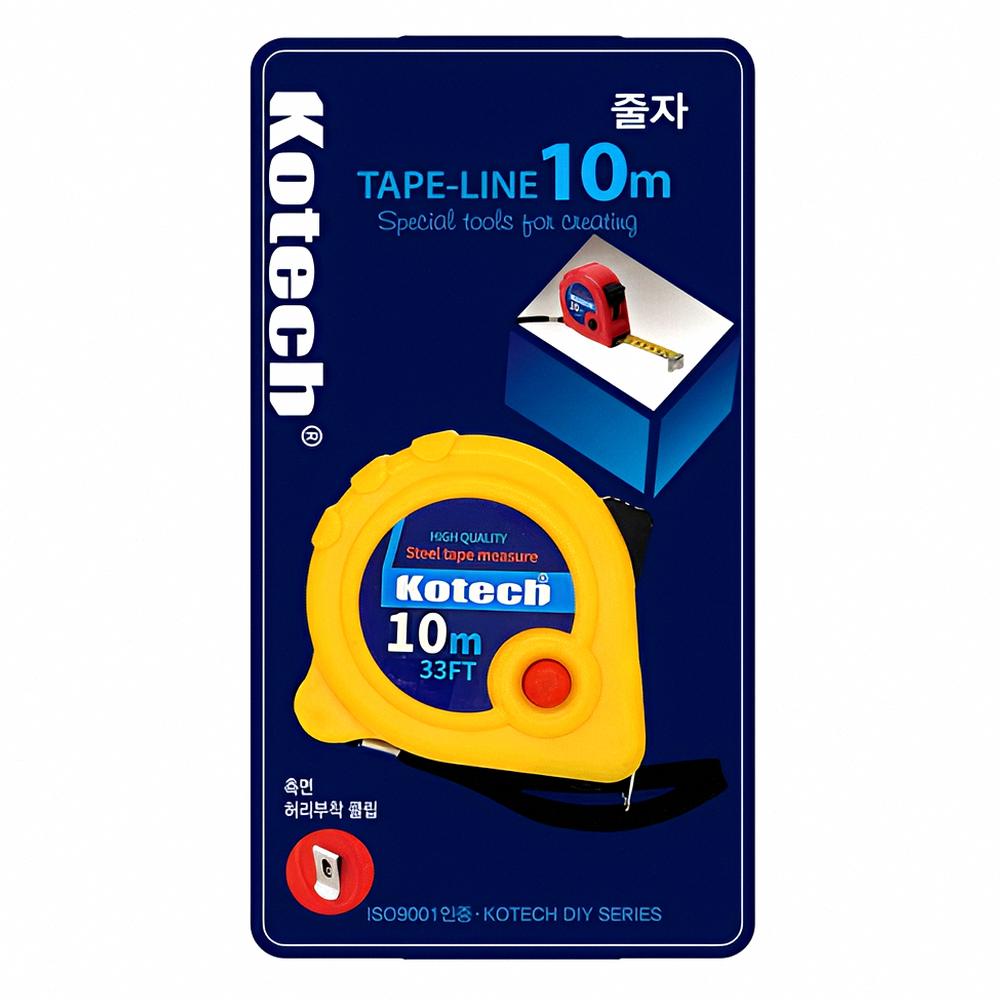 Kotech®
줄자
TAPE-LINE 10m
Special tools for creating
10
HIGH QUALITY
Steel tape measure
Kotech®
10m
33FT
측면
허리부착 클립
ISO9001인증·KOTECH DIY SERIES